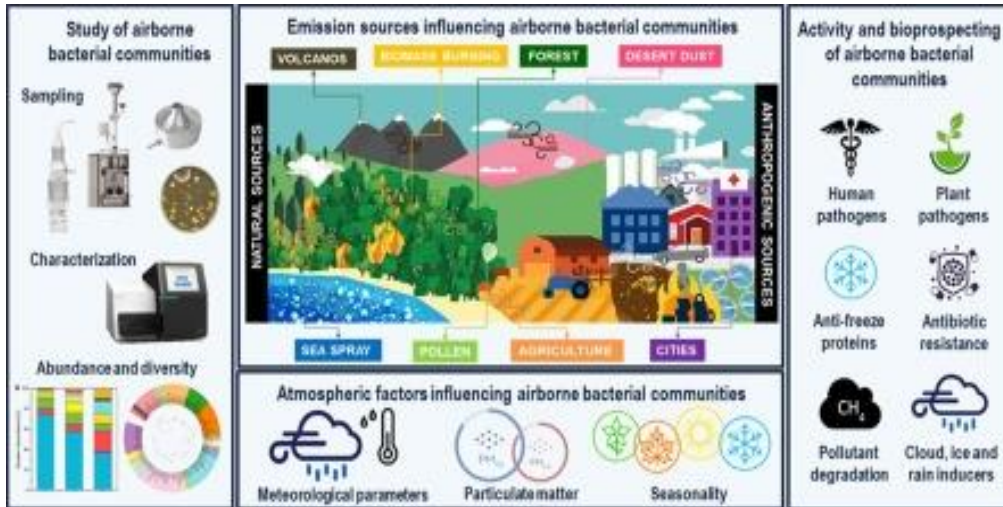 Study of airborne
bacterial communities
Sampling
Characterization
Abundance and diversity
Emission sources influencing airborne bacterial communities
VOLCANOS
BIOMASS BURNING
FOREST
DESERT DUST
NATURAL SOURCES
ANTHROPOGENIC SOURCES
SEA SPRAY
POLLEN
AGRICULTURE
CITIES
Atmospheric factors influencing airborne bacterial communities
Meteorological parameters
Particulate matter
Seasonality
Activity and bioprospecting
of airborne bacterial
communities
Human
pathogens
Plant
pathogens
Anti-freeze
proteins
Antibiotic
resistance
CH4
Pollutant
degradation
Cloud, ice and
rain inducers